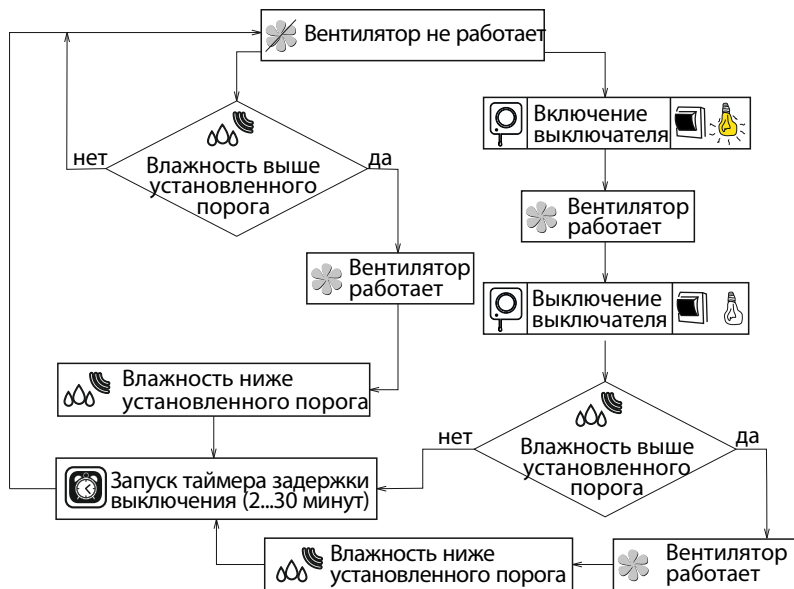 Вентилятор не работает
Включение
выключателя
нет
да
Влажность выше
установленного
порога
Вентилятор
работает
Вентилятор
работает
Выключение
выключателя
Влажность ниже
установленного порога
нет
да
Влажность выше
установленного
порога
Запуск таймера задержки
выключения (2...30 минут)
Влажность ниже
установленного порога
Вентилятор
работает